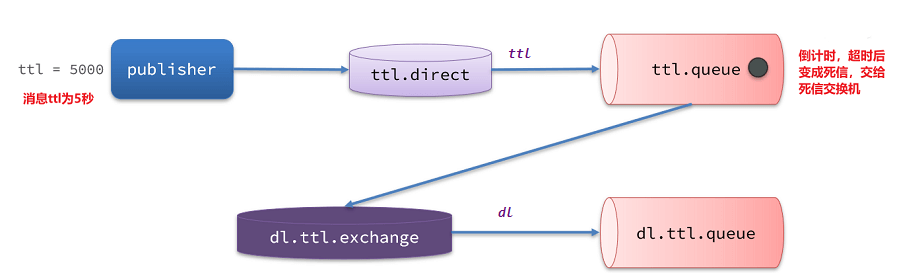 ttl = 5000
消息ttl为5秒
publisher
ttl.direct
ttl
ttl.queue
倒计时，超时后
变成死信，交给
死信交换机
dl.ttl.exchange
dl
dl.ttl.queue